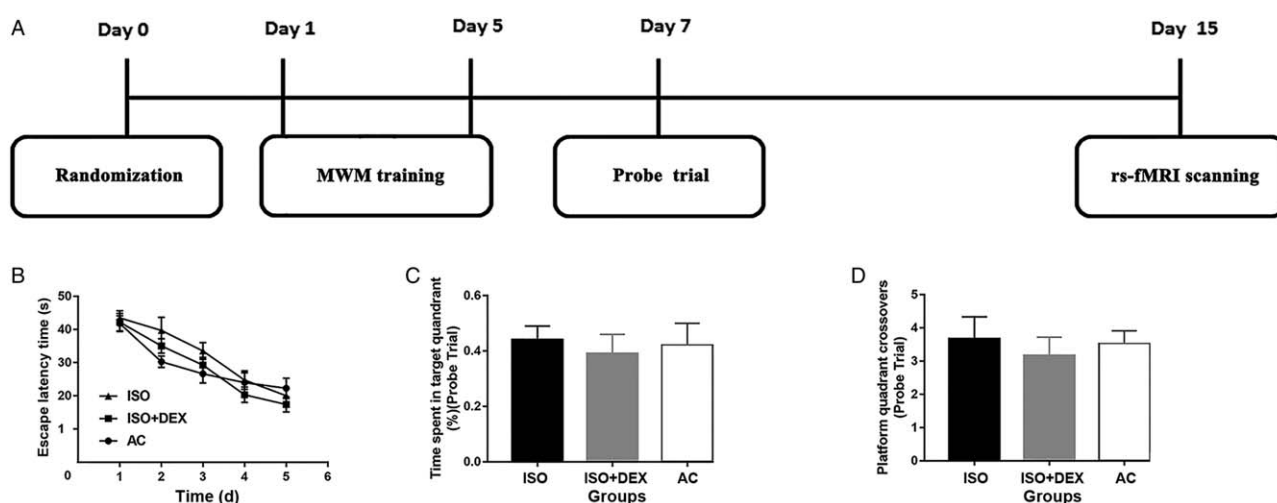 A
Day 0
Day 1
Day 5
Day 7
Day 15
Randomization
MWM training
Probe trial
rs-fMRI scanning
B
Escape latency time (s)
50
40
30
20
1
0
1
2
3
4
5
6
ISO
ISO+DEX
AC
Time (d)
C
Time spent in target quandrant
(%)(Probe Trial)
0.6
0.4
0.2
0.0
ISO
ISO+DEX
AC
Groups
D
Platform quadrant crossovers
(Probe Trial)
5
4
3
2
1
0
ISO
ISO+DEX
AC
Groups